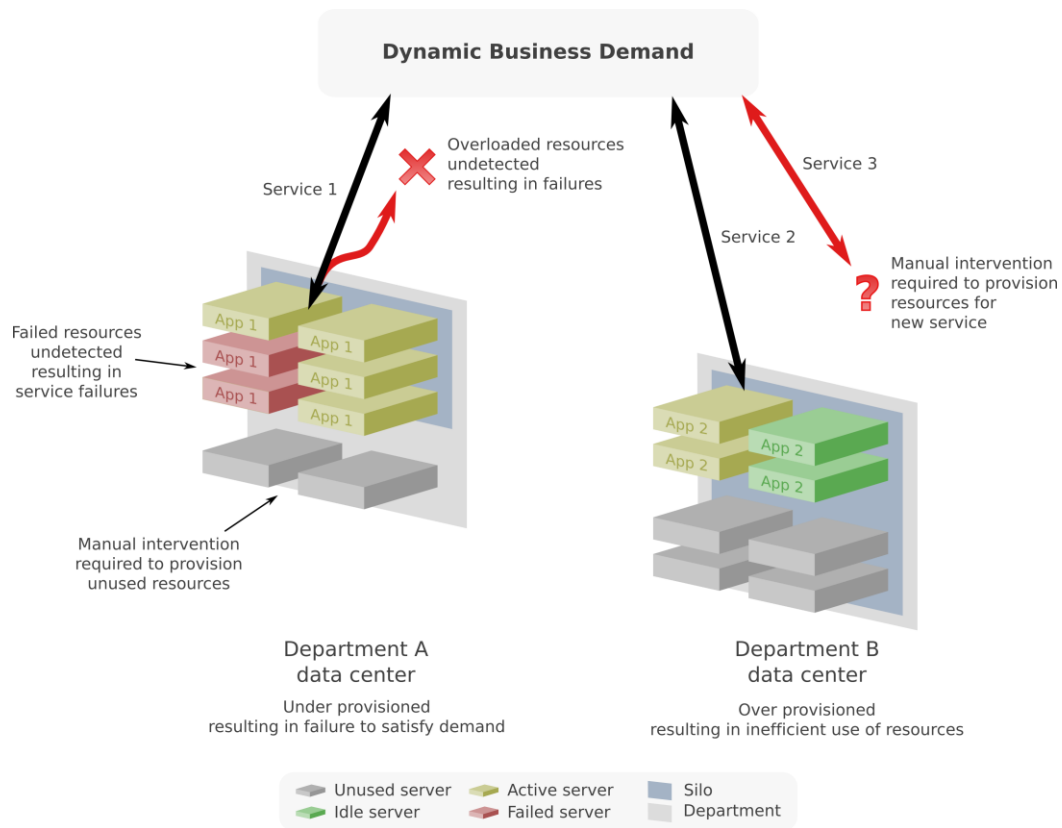 Dynamic Business Demand
Overloaded resources
undetected
resulting in failures
Service 1
Service 3
Service 2
Manual intervention
required to provision
resources for
new service
?
Failed resources
undetected
resulting in
service failures
App 1
App 1
App 1
App 1
App 1
App 1
App 2
App 2
App 2
App 2
Manual intervention
required to provision
unused resources
Department A
data center
Under provisioned
resulting in failure to satisfy demand
Department B
data center
Over provisioned
resulting in inefficient use of resources
Unused server
Active server
Silo
Idle server
Failed server
Department